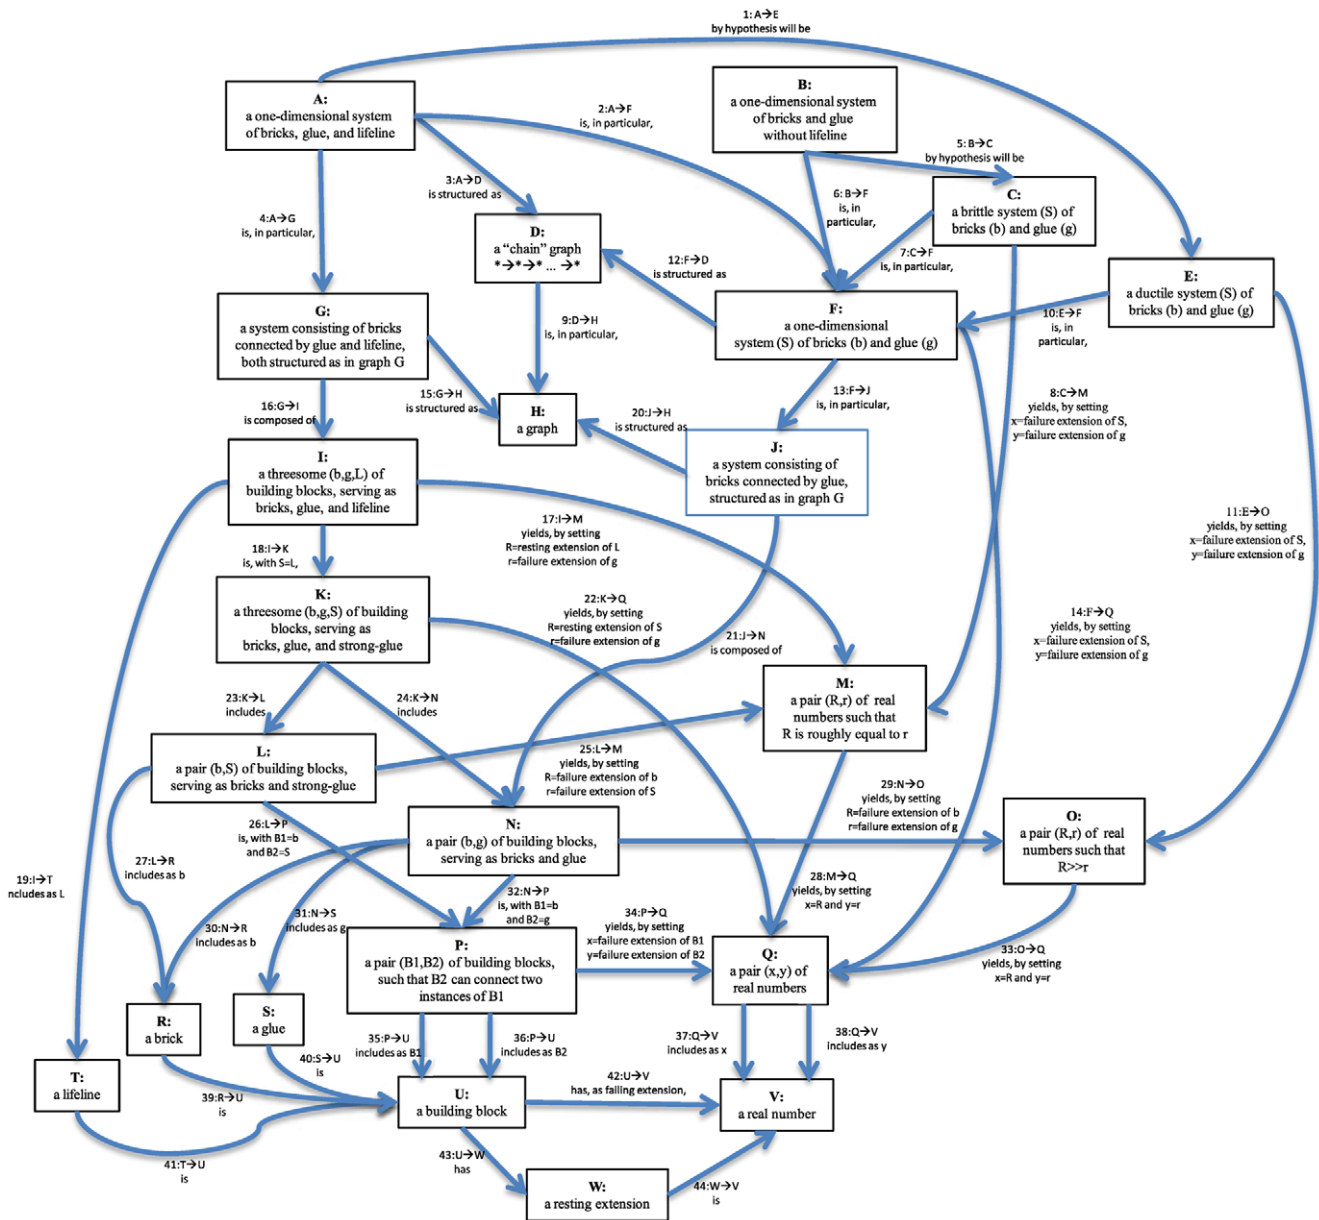 1: A→E
by hypothesis will be
A:
a one-dimensional system
of bricks, glue, and lifeline
B:
a one-dimensional system
of bricks and glue
without lifeline
2:A→F
is, in particular,
5: B→C
by hypothesis will be
3:A→D
is structured as
6: B→F
is, in
particular,
C:
a brittle system (S) of
bricks (b) and glue (g)
4:A→G
is, in particular,
D:
a “chain” graph
*→*→* ... →*
12:F→D
is structured as
7:C→F
is, in particular,
E:
a ductile system (S) of
bricks (b) and glue (g)
G:
a system consisting of bricks
connected by glue and lifeline,
both structured as in graph G
9:D→H
is, in particular,
F:
a one-dimensional
system (S) of bricks (b) and glue (g)
10:E→F
is, in
particular,
16:G→I
is composed of
15:G→H
is structured as
H:
a graph
20:J→H
is structured as
13:F→J
is, in particular,
8:C→M
yields, by setting
x=failure extension of S,
y=failure extension of g
I:
a threesome (b,g,L) of
building blocks, serving as
bricks, glue, and lifeline
J:
a system consisting of
bricks connected by glue,
structured as in graph G
17:I→M
yields, by setting
R=resting extension of L
r=failure extension of g
11:E→O
yields, by setting
x=failure extension of S,
y=failure extension of g
18:I→K
is, with S=L,
K:
a threesome (b,g,S) of building
blocks, serving as
bricks, glue, and strong-glue
22:K→Q
yields, by setting
R=resting extension of S
r=failure extension of g
21:J→N
is composed of
14:F→Q
yields, by setting
x=failure extension of S,
y=failure extension of g
23:K→L
includes
24:K→N
includes
M:
a pair (R,r) of real
numbers such that
R is roughly equal to r
L:
a pair (b,S) of building blocks,
serving as bricks and strong-glue
25:L→M
yields, by setting
R=failure extension of b
r=failure extension of S
26:L→P
is, with B1=b
and B2=S
N:
a pair (b,g) of building blocks,
serving as bricks and glue
29:N→O
yields, by setting
R=failure extension of b
r=failure extension of g
O:
a pair (R,r) of real
numbers such that
R>>r
27:L→R
includes as b
19:I→T
ncludes as L
28:M→Q
yields, by setting
x=R and y=r
30:N→R
includes as b
31:N→S
includes as g
32:N→P
is, with B1=b
and B2=g
34:P→Q
yields, by setting
x=failure extension of B1
y=failure extension of B2
P:
a pair (B1,B2) of building blocks,
such that B2 can connect two
instances of B1
Q:
a pair (x,y) of
real numbers
33:O→Q
yields, by setting
x=R and y=r
R:
a brick
S:
a glue
35:P→U
includes as B1
36:P→U
includes as B2
37:Q→V
includes as x
38:Q→V
includes as y
40:S→U
is
T:
a lifeline
39:R→U
is
U:
a building block
42:U→V
has, as failing extension,
V:
a real number
41:T→U
is
43:U→W
has
W:
a resting extension
44:W→V
is